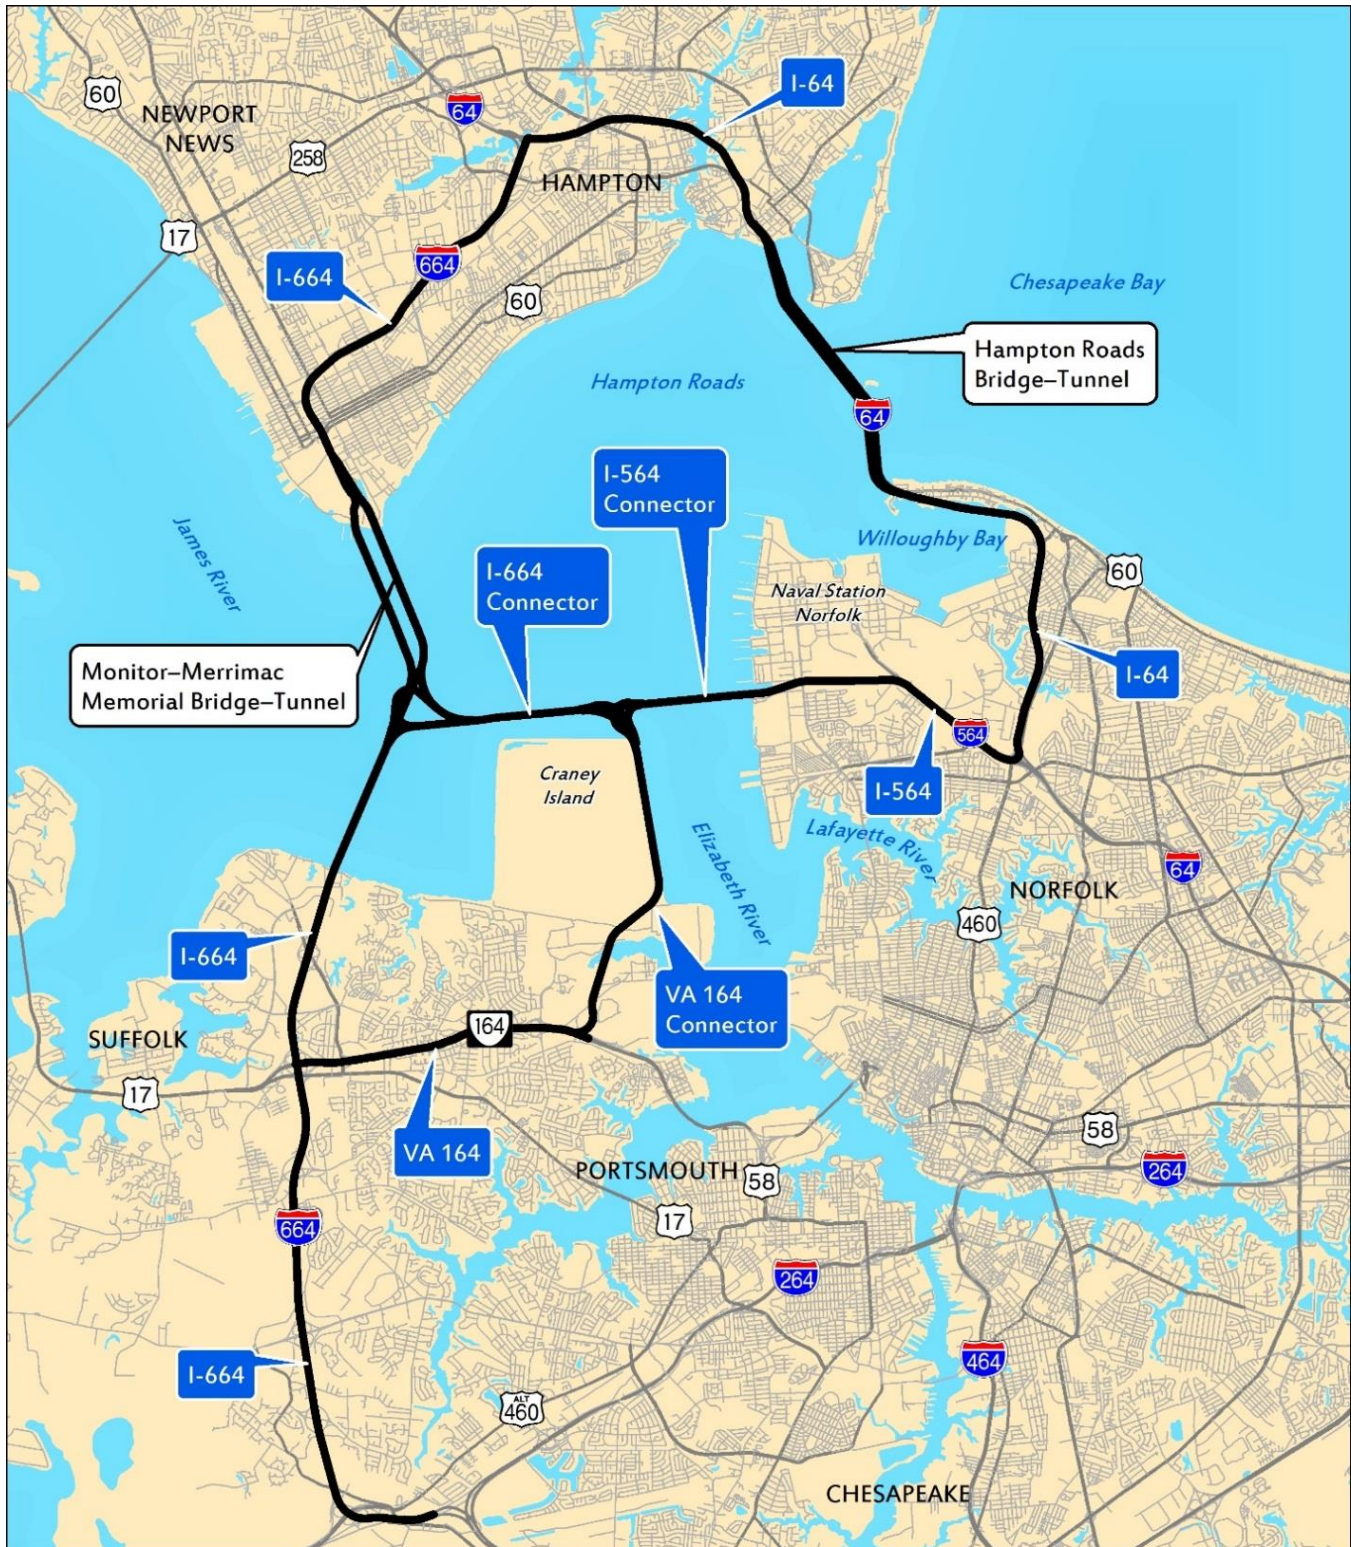 60
NEWPORT
NEWS
64
I-64
258
HAMPTON
17
I-664
664
60
Chesapeake Bay
Hampton Roads
Bridge–Tunnel
Hampton Roads
64
I-564
Connector
James River
Willoughby Bay
I-664
Connector
60
Naval Station
Norfolk
Monitor–Merrimac
Memorial Bridge–Tunnel
I-64
564
Craney
Island
I-564
Lafayette River
Elizabeth River
64
NORFOLK
460
I-664
VA 164
Connector
164
SUFFOLK
17
VA 164
58
PORTSMOUTH
58
264
17
664
264
I-664
464
ALT
460
CHESAPEAKE